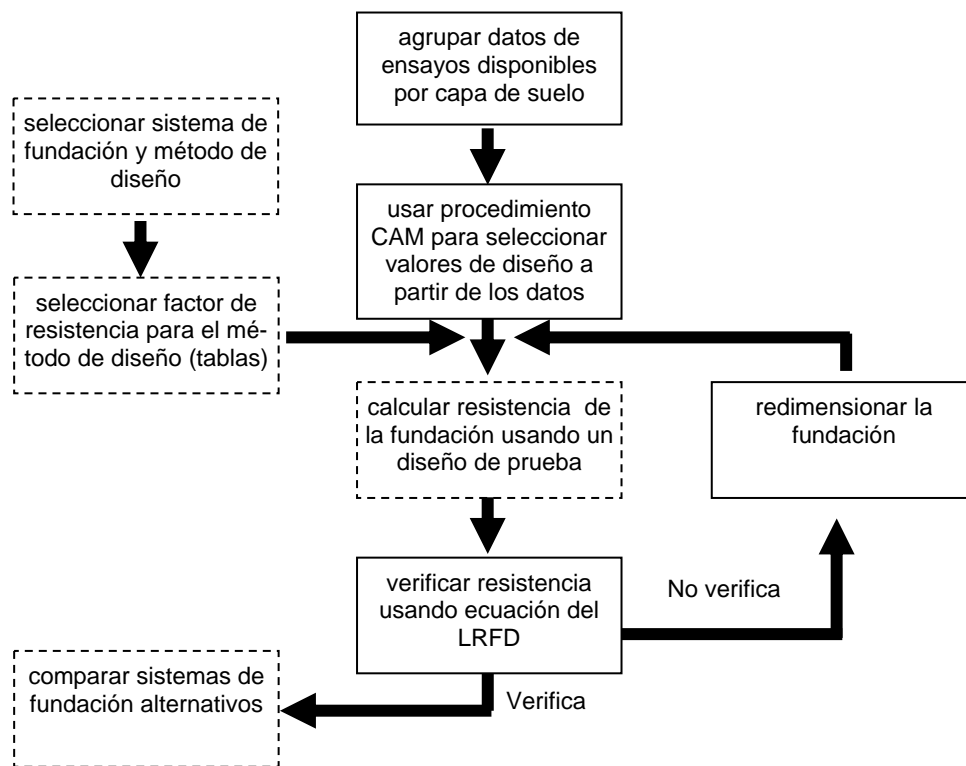 agrupar datos de
ensayos disponibles
por capa de suelo
seleccionar sistema de
fundación y método de
diseño
usar procedimiento
CAM para seleccionar
valores de diseño a
partir de los datos
seleccionar factor de
resistencia para el mé-
todo de diseño (tablas)
calcular resistencia de
la fundación usando un
diseño de prueba
redimensionar la
fundación
verificar resistencia
usando ecuación del
LRFD
No verifica
comparar sistemas de
fundación alternativos
Verifica